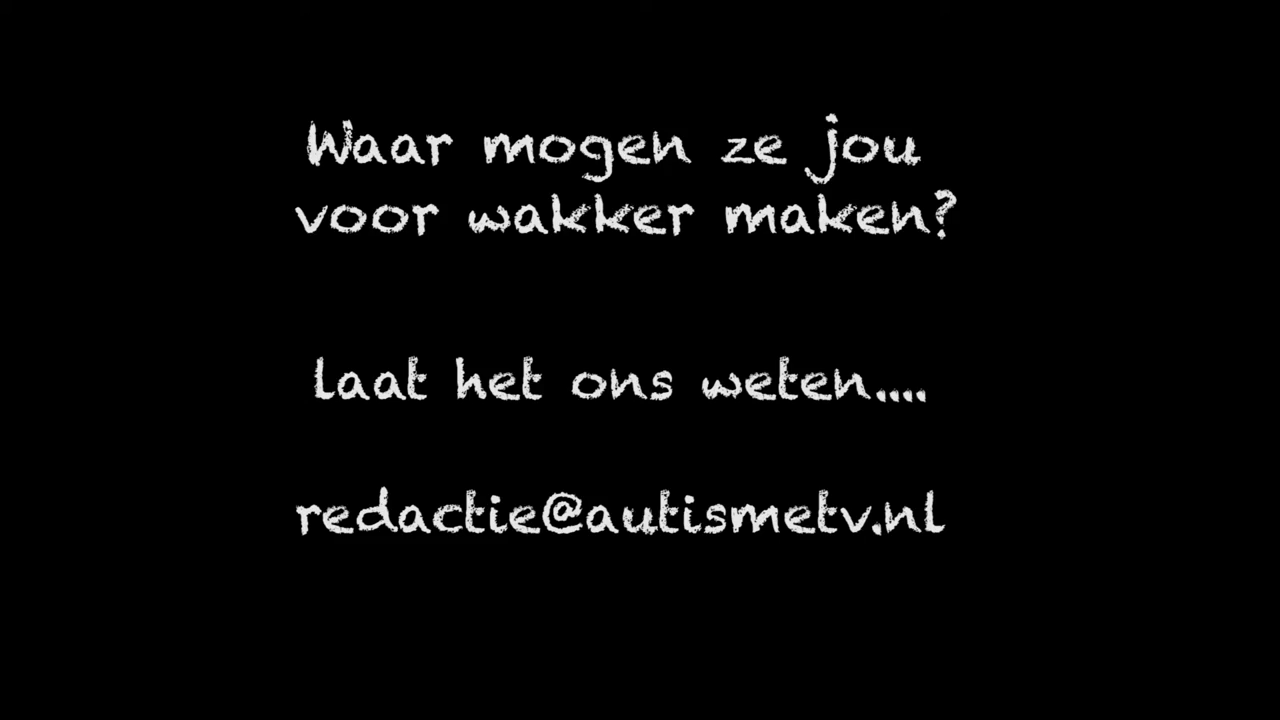 Waar mogen ze jou
voor wakker maken?
laat het ons weten....
redactie@autismetv.nl